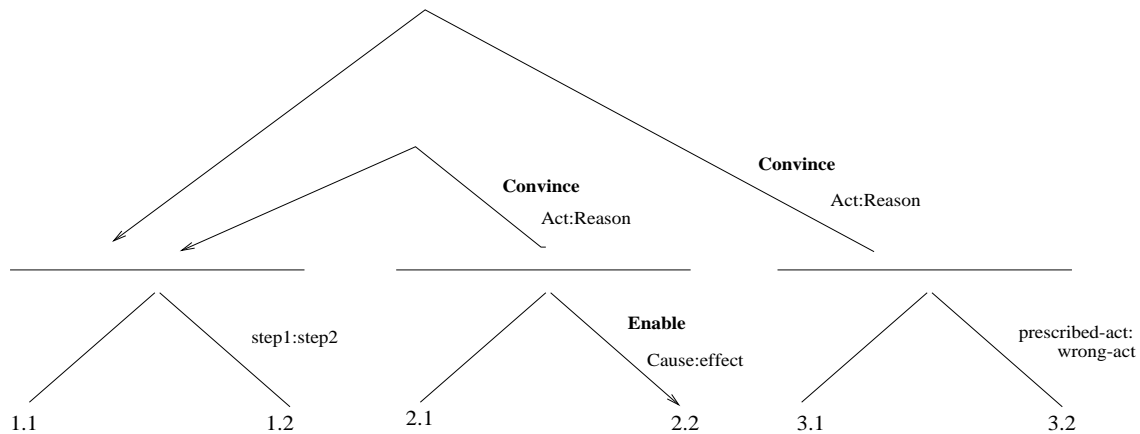 Convince
Act:Reason
Convince
Act:Reason
step1:step2
Enable
Cause:effect
prescribed-act:
wrong-act
1.1
1.2
2.1
2.2
3.1
3.2